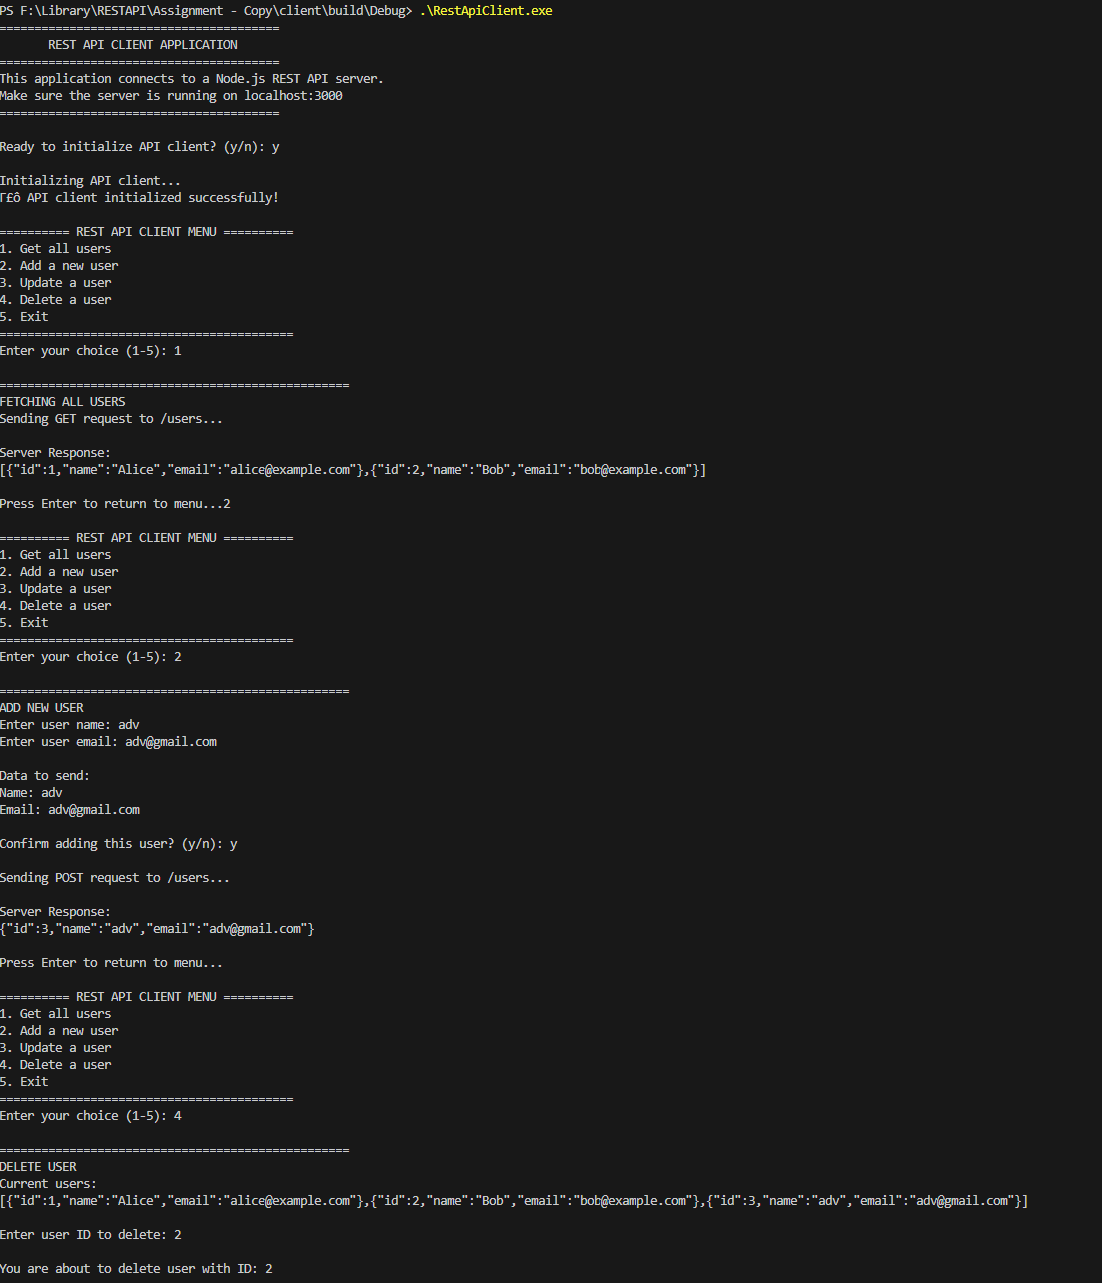 PS F:\Library\RESTAPI\Assignment - Copy\client\build\Debug> .\RestApiClient.exe
========================================
       REST API CLIENT APPLICATION
========================================
This application connects to a Node.js REST API server.
Make sure the server is running on localhost:3000
========================================
Ready to initialize API client? (y/n): y
Initializing API client...
Γ£ô API client initialized successfully!
========== REST API CLIENT MENU ==========
1. Get all users
2. Add a new user
3. Update a user
4. Delete a user
5. Exit
==========================================
Enter your choice (1-5): 1
==================================================
FETCHING ALL USERS
Sending GET request to /users...
Server Response:
[{"id":1,"name":"Alice","email":"alice@example.com"},{"id":2,"name":"Bob","email":"bob@example.com"}]
Press Enter to return to menu...2
========== REST API CLIENT MENU ==========
1. Get all users
2. Add a new user
3. Update a user
4. Delete a user
5. Exit
==========================================
Enter your choice (1-5): 2
==================================================
ADD NEW USER
Enter user name: adv
Enter user email: adv@gmail.com
Data to send:
Name: adv
Email: adv@gmail.com
Confirm adding this user? (y/n): y
Sending POST request to /users...
Server Response:
{"id":3,"name":"adv","email":"adv@gmail.com"}
Press Enter to return to menu...
========== REST API CLIENT MENU ==========
1. Get all users
2. Add a new user
3. Update a user
4. Delete a user
5. Exit
==========================================
Enter your choice (1-5): 4
==================================================
DELETE USER
Current users:
[{"id":1,"name":"Alice","email":"alice@example.com"},{"id":2,"name":"Bob","email":"bob@example.com"},{"id":3,"name":"adv","email":"adv@gmail.com"}]
Enter user ID to delete: 2
You are about to delete user with ID: 2